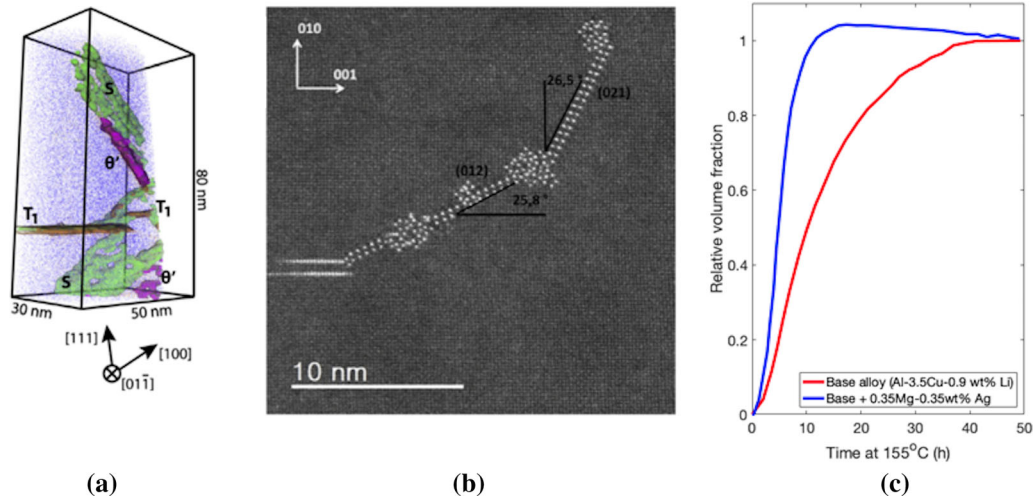 S
θ'
T1
T1
S
θ'
80 nm
30 nm
50 nm
[111]
[100]
[011̄]
(a)
010
001
26,5 °
(021)
(012)
25,8 °
10 nm
(b)
Relative volume fraction
1
0.8
0.6
0.4
0.2
0
Base alloy (Al-3.5Cu-0.9 wt% Li)
Base + 0.35Mg-0.35wt% Ag
0 10 20 30 40 50
Time at 155°C (h)
(c)